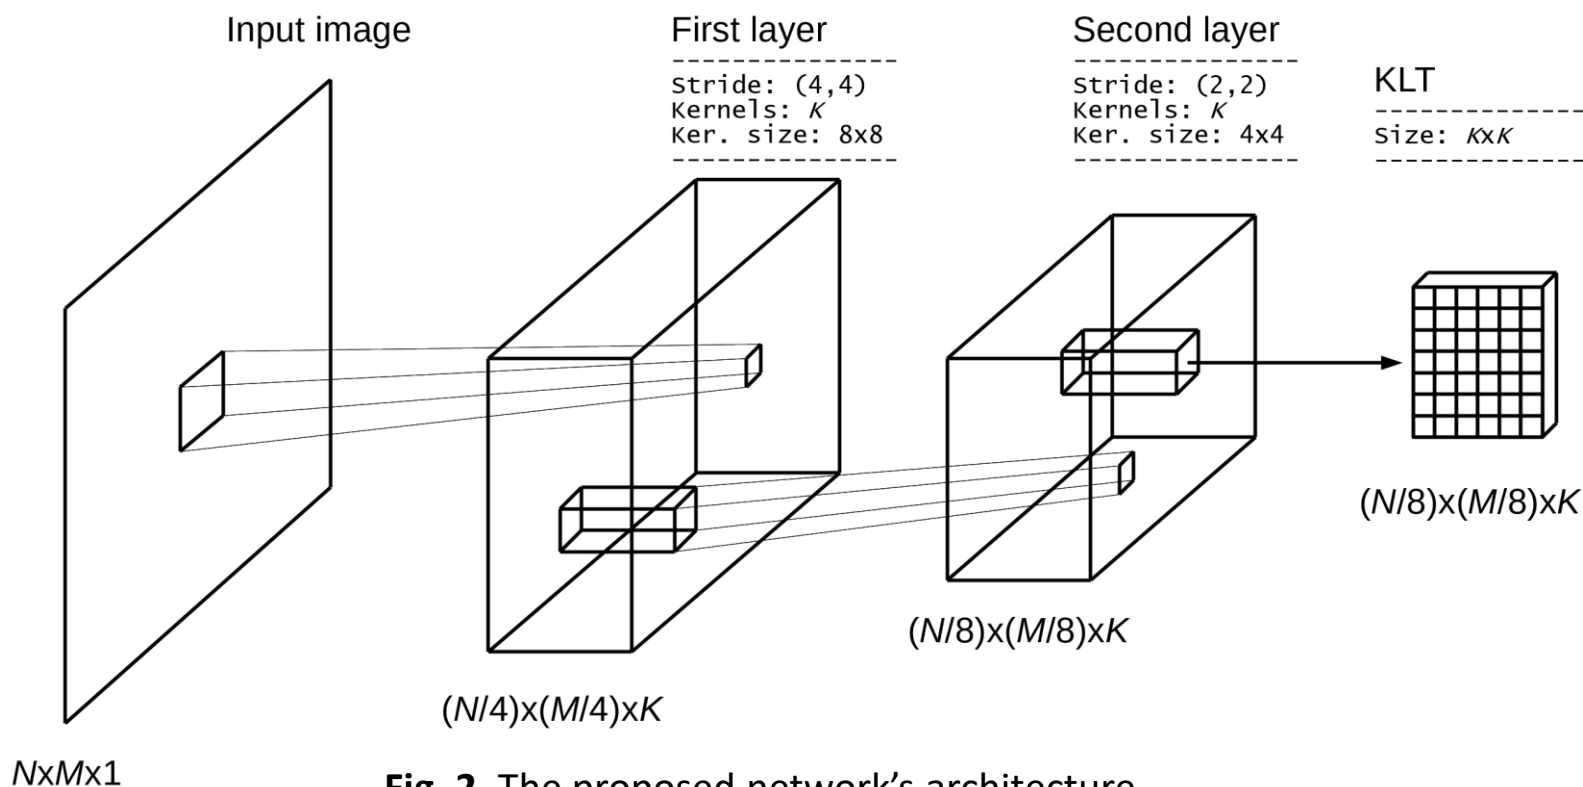 Input image
First layer
---------------
Stride: (4,4)
Kernels: K
Ker. size: 8x8
---------------
Second layer
---------------
Stride: (2,2)
Kernels: K
Ker. size: 4x4
---------------
KLT
--------------
Size: KxK
--------------
(N/8)x(M/8)xK
(N/8)x(M/8)xK
(N/4)x(M/4)xK
NxMx1
Fig. 2. The proposed network's architecture